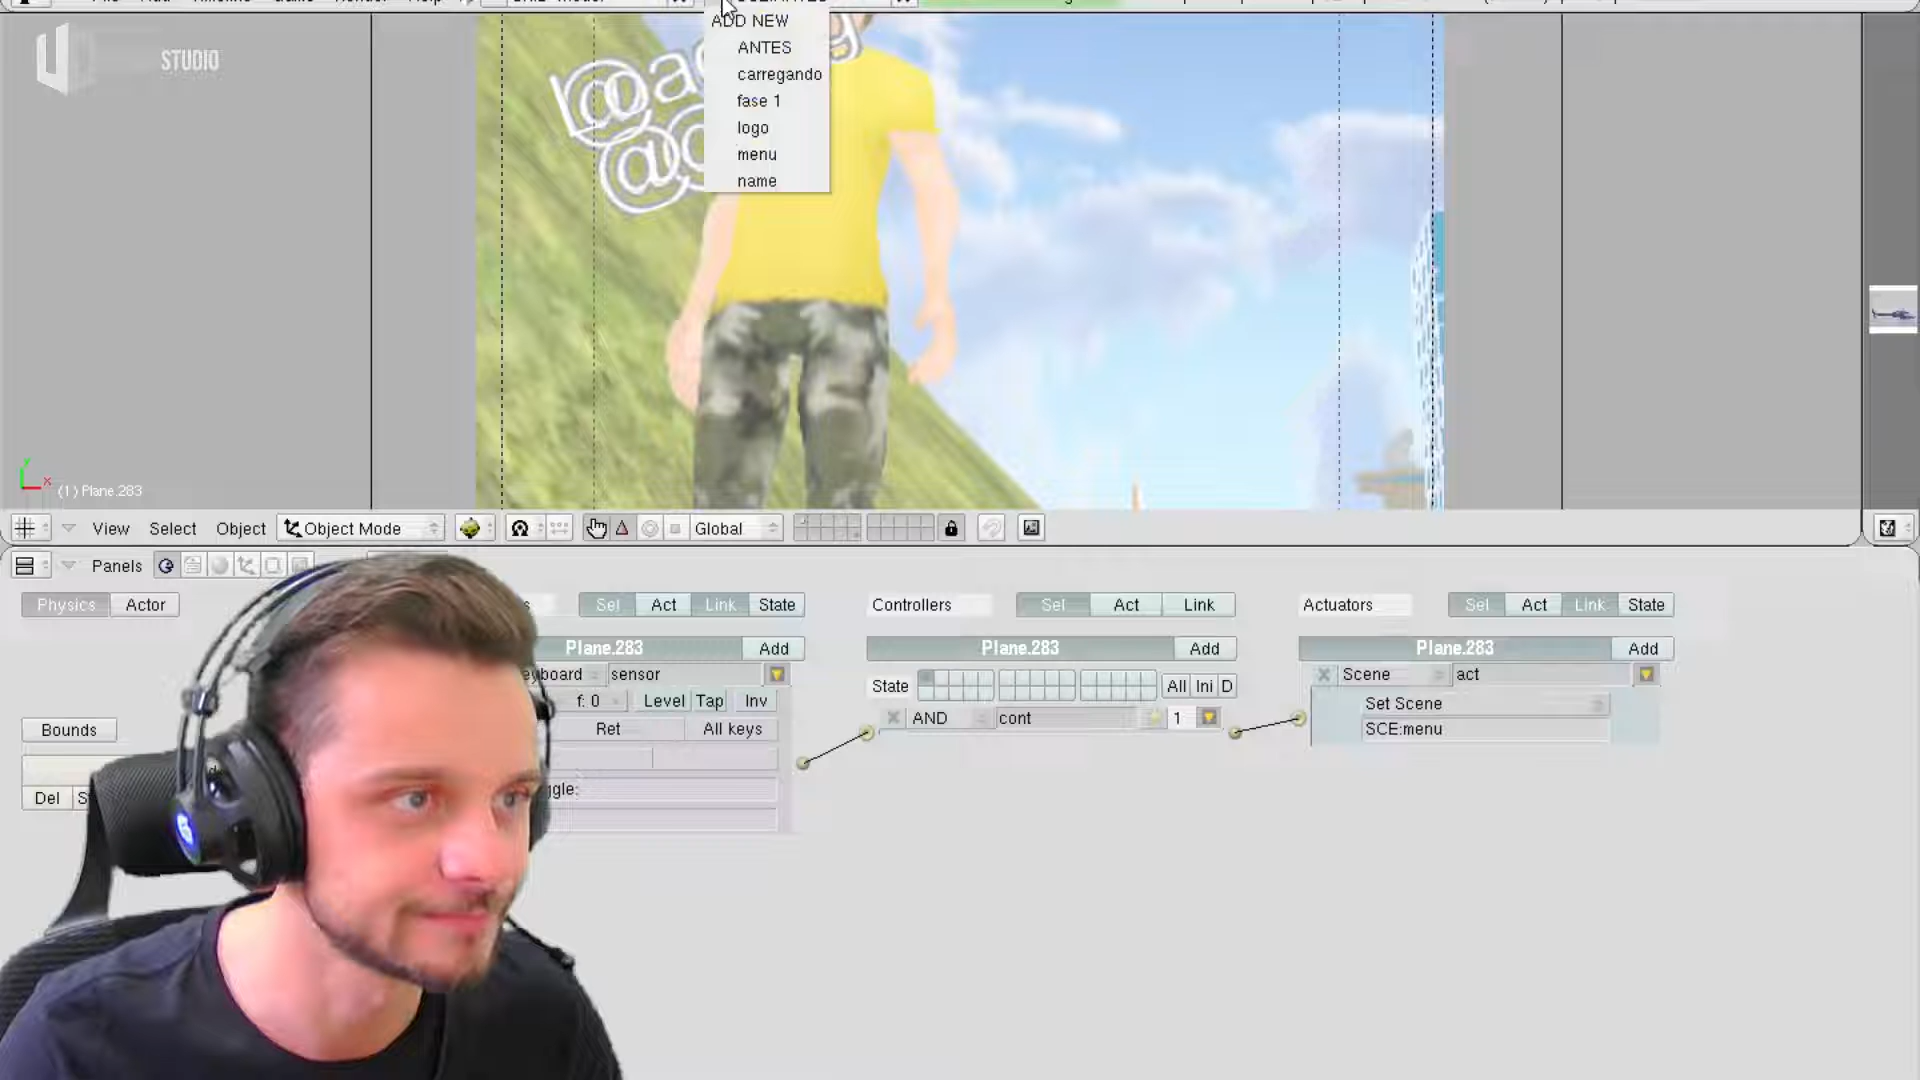 ADD NEW
ANTES
carregando
fase 1
logo
menu
name
STUDIO
(1) Plane.283
View Select Object Object Mode Global
Panels
Physics Actor
Sel Act Link State
Controllers Sel Act Link
Actuators Sel Act Link State
Plane.283 Add
Plane.283 Add
Plane.283 Add
sensor
State All Ini D
Scene act
f: 0 Level Tap Inv
AND cont 1
Set Scene
Bounds
Ret All keys
SCE:menu
Del